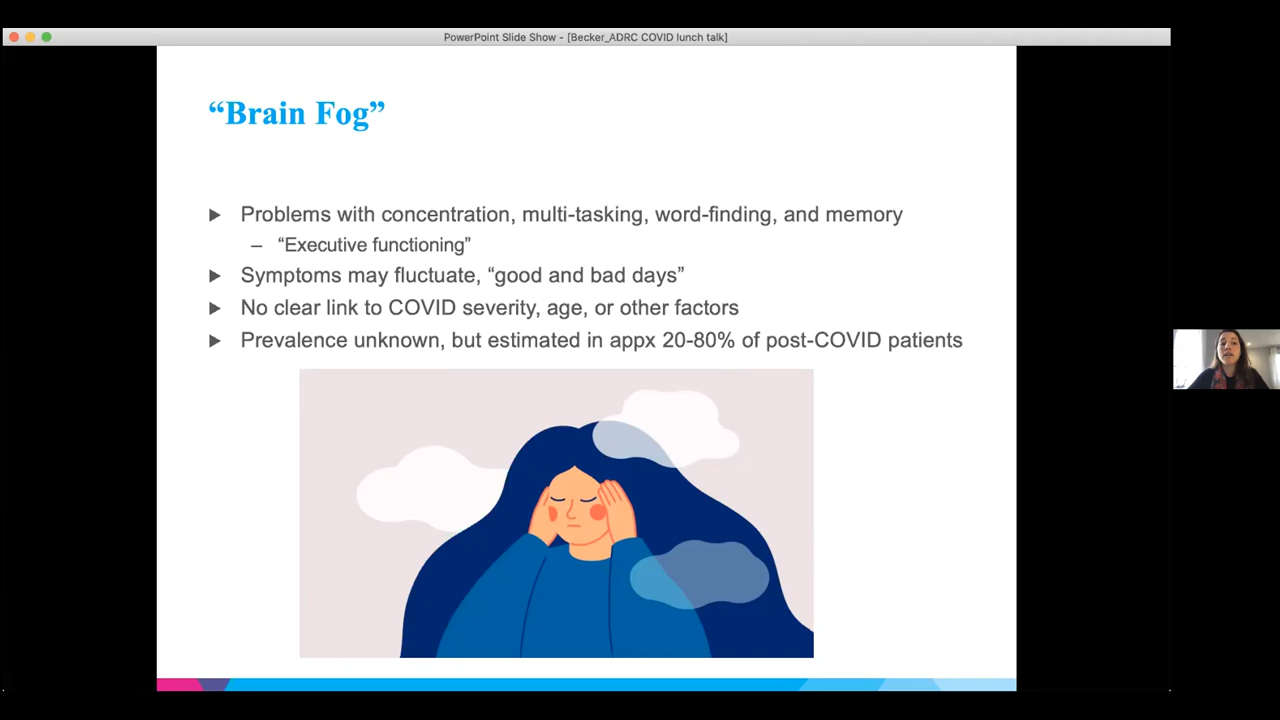 PowerPoint Slide Show - [Becker_ADRC COVID lunch talk]
“Brain Fog”
Problems with concentration, multi-tasking, word-finding, and memory
– “Executive functioning”
Symptoms may fluctuate, “good and bad days”
No clear link to COVID severity, age, or other factors
Prevalence unknown, but estimated in appx 20-80% of post-COVID patients